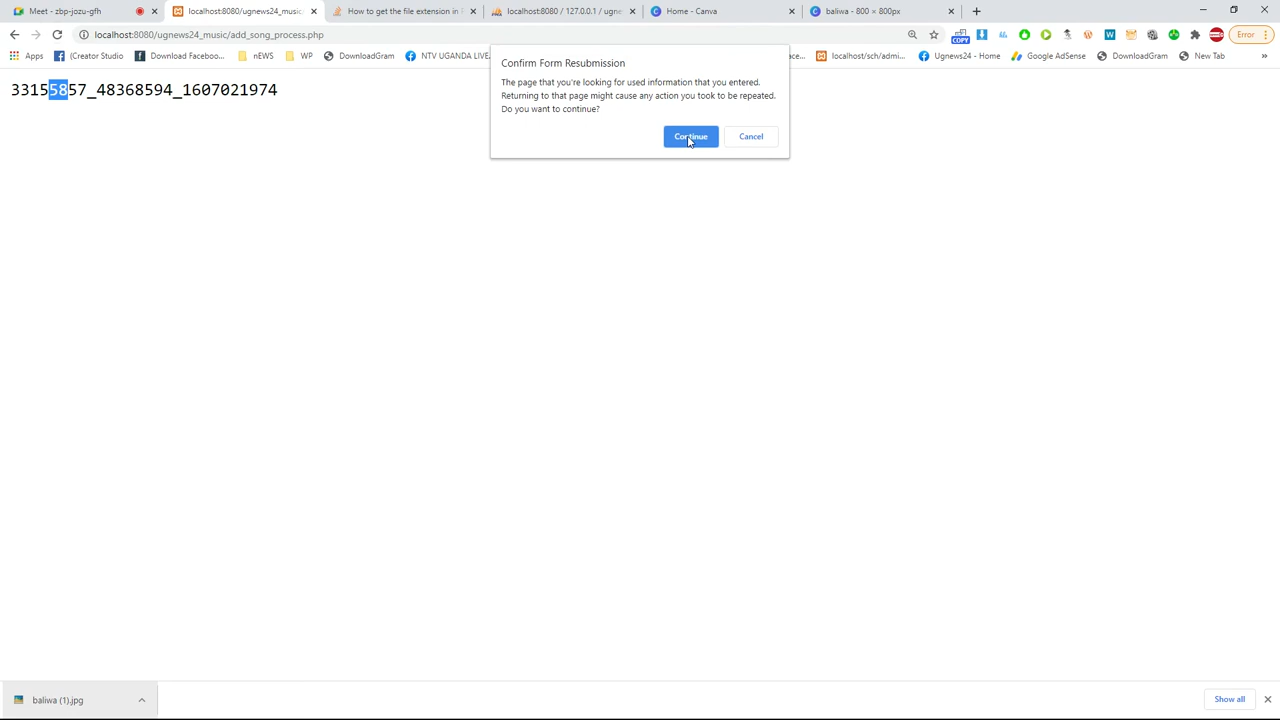 Meet - zbp-jozu-gfh
localhost:8080/ugnews24_music/
How to get the file extension in P
localhost:8080 / 127.0.0.1 / ugne
Home - Canva
baliwa - 800 × 800px
localhost:8080/ugnews24_music/add_song_process.php
COPY
Error
Apps
(Creator Studio
Download Faceboo...
nEWS
WP
DownloadGram
NTV UGANDA LIVE
ace...
localhost/sch/admi...
Ugnews24 - Home
Google AdSense
DownloadGram
New Tab
33155857_48368594_1607021974
Confirm Form Resubmission
The page that you're looking for used information that you entered.
Returning to that page might cause any action you took to be repeated.
Do you want to continue?
Continue
Cancel
baliwa (1).jpg
Show all